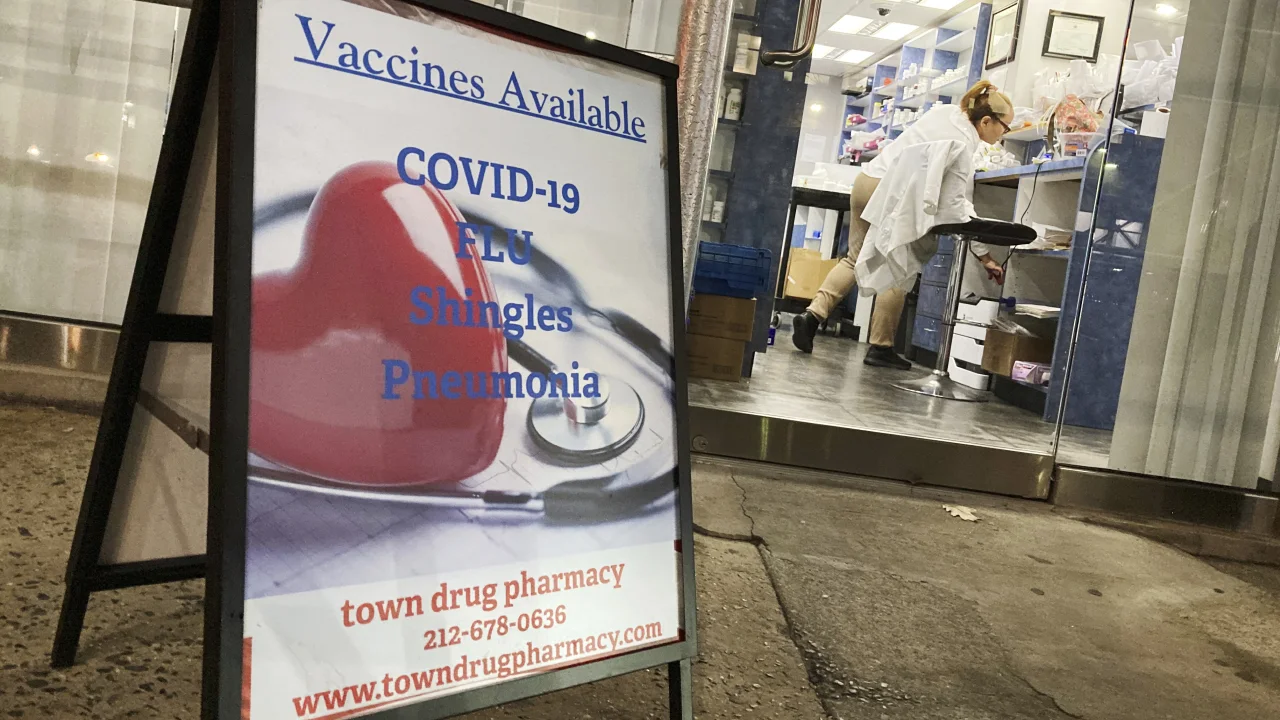 Vaccines Available
COVID-19
FLU
Shingles
Pneumonia
town drug pharmacy
212-678-0636
www.towndrugpharmacy.com